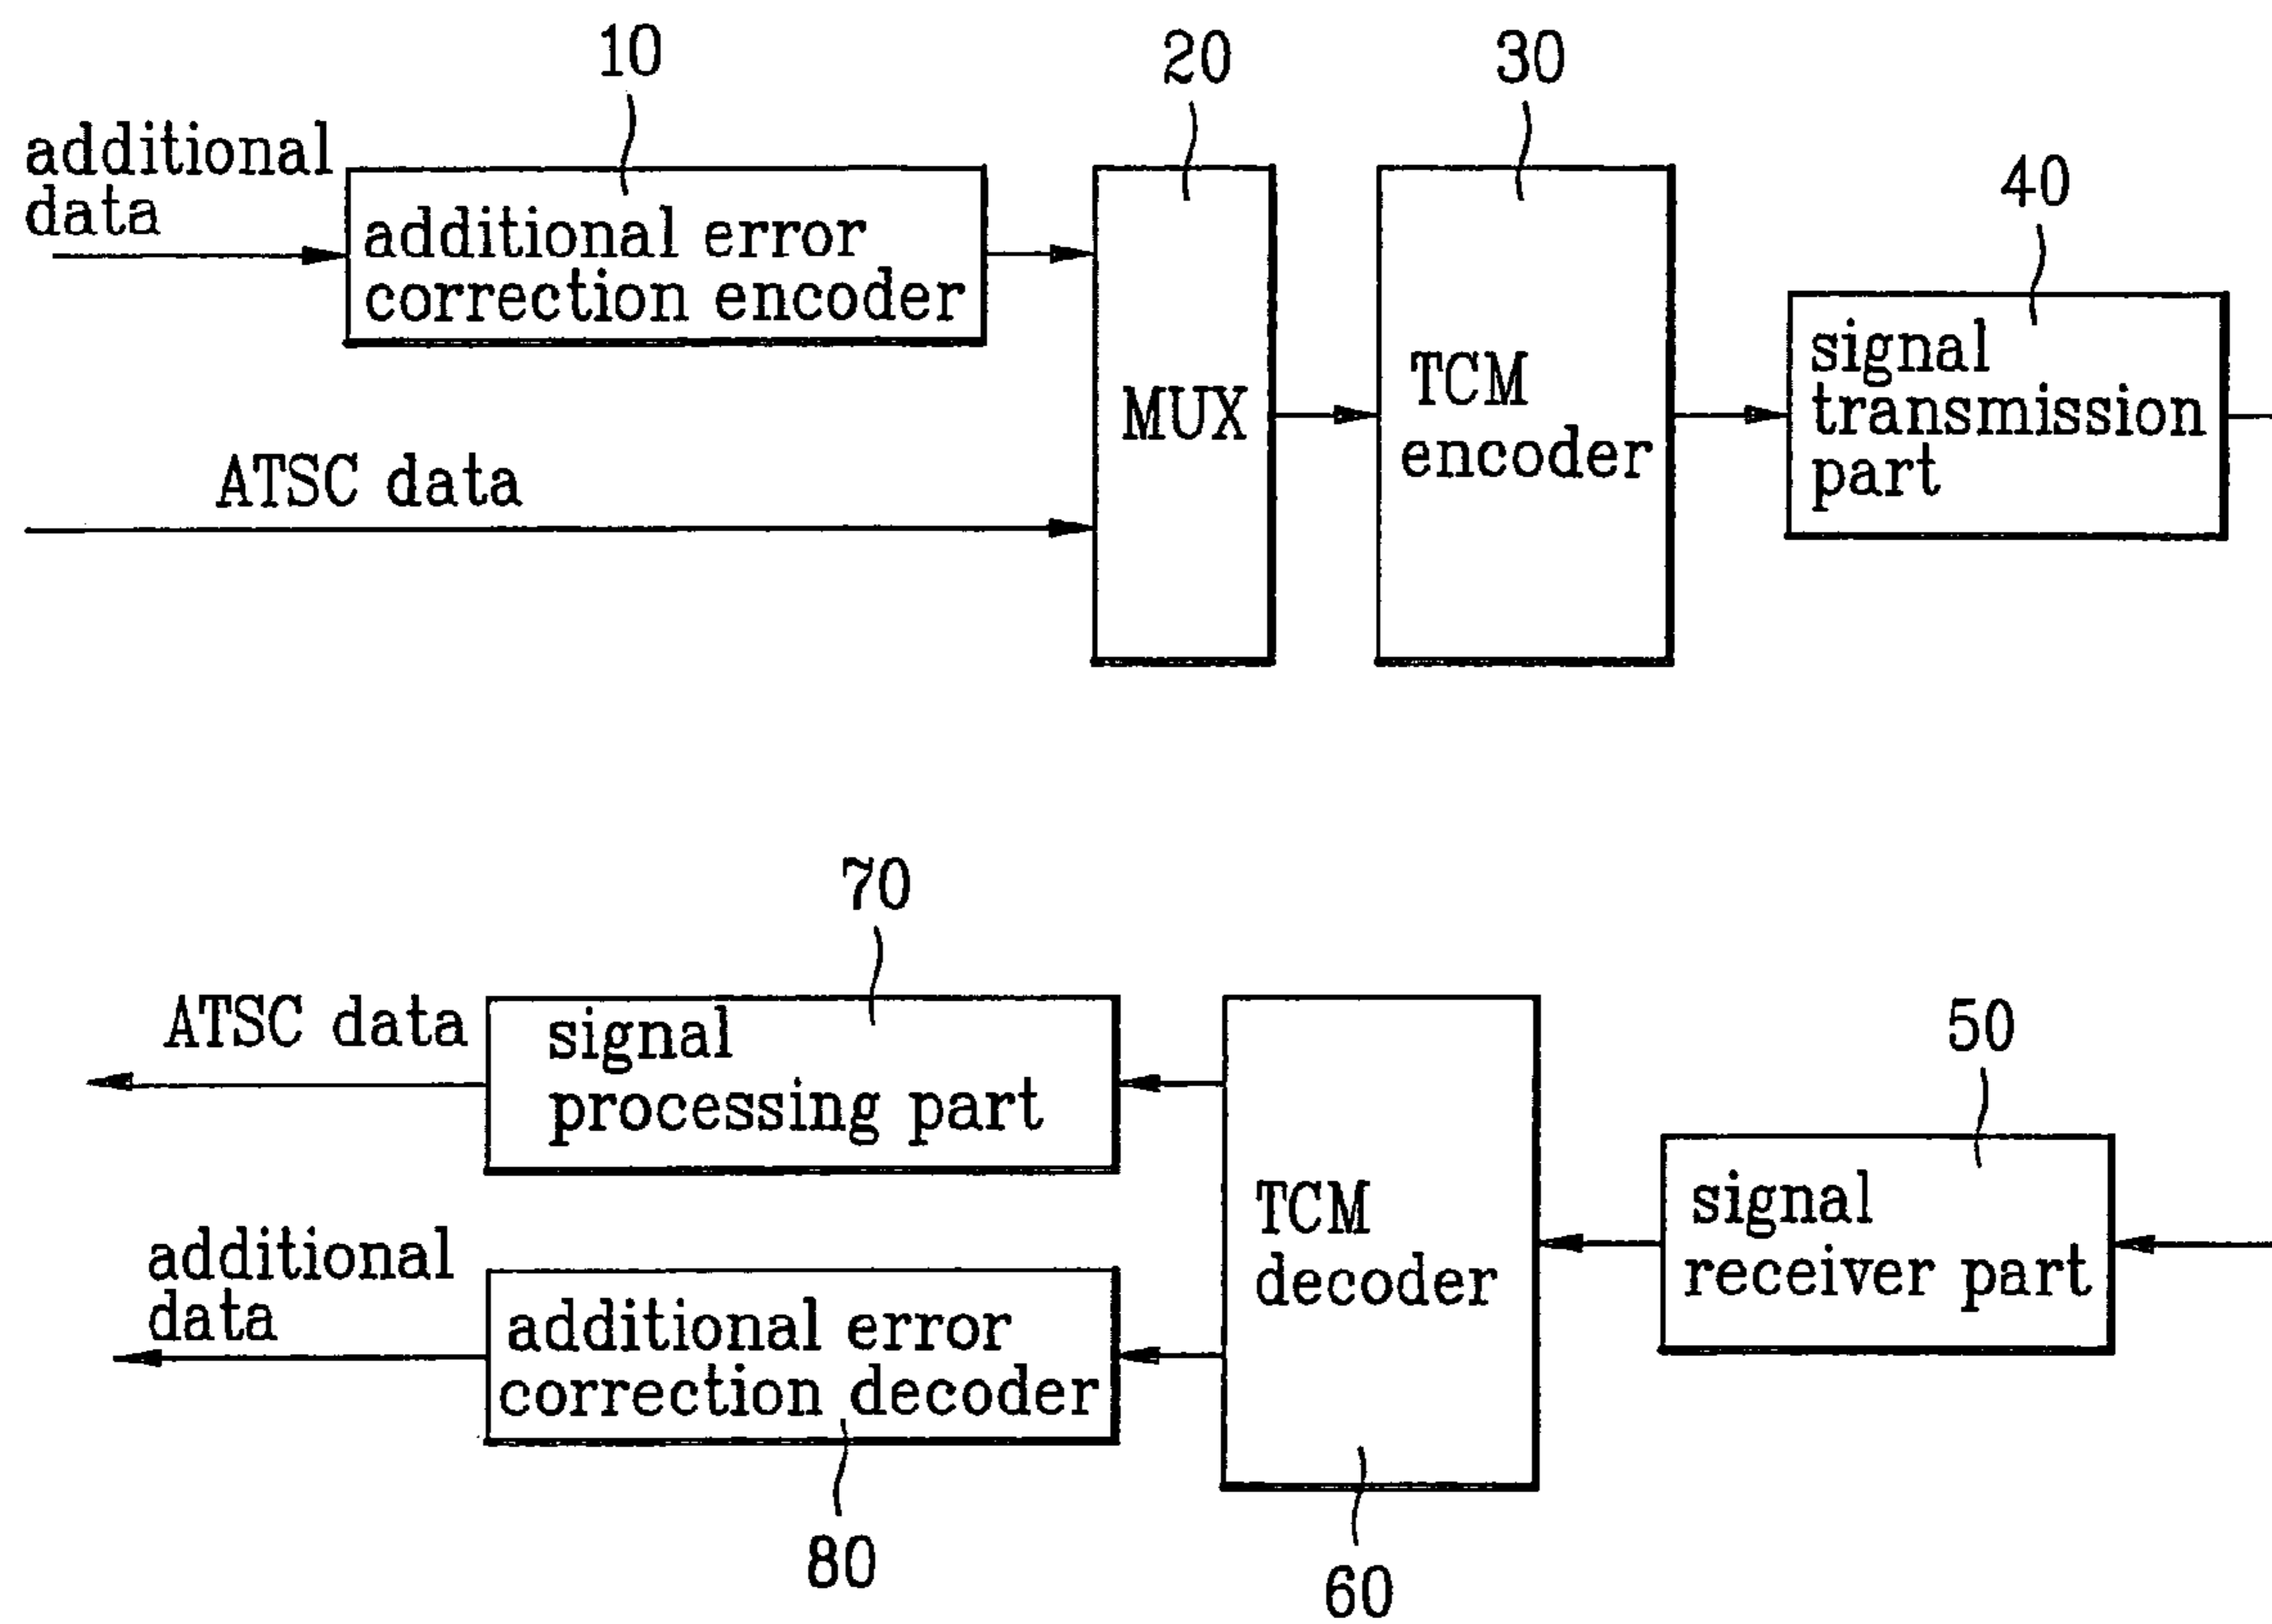 10
20
30
40
additional
data
additional error
correction encoder
MUX
TCM
encoder
signal
transmission
part
ATSC data
70
50
ATSC data
signal
processing part
TCM
decoder
signal
receiver part
additional
data
additional error
correction decoder
80
60